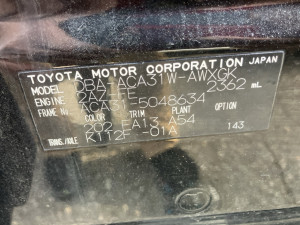 TOYOTA MOTOR CORPORATION JAPAN
MODEL DBA-ACA31W-AWXGK
ENGINE 2AZ-FE 2362 mL
FRAME No. ACA31-5048634
COLOR TRIM PLANT OPTION
202 FA13 A54 143
TRANS./AXLE K112F -01A